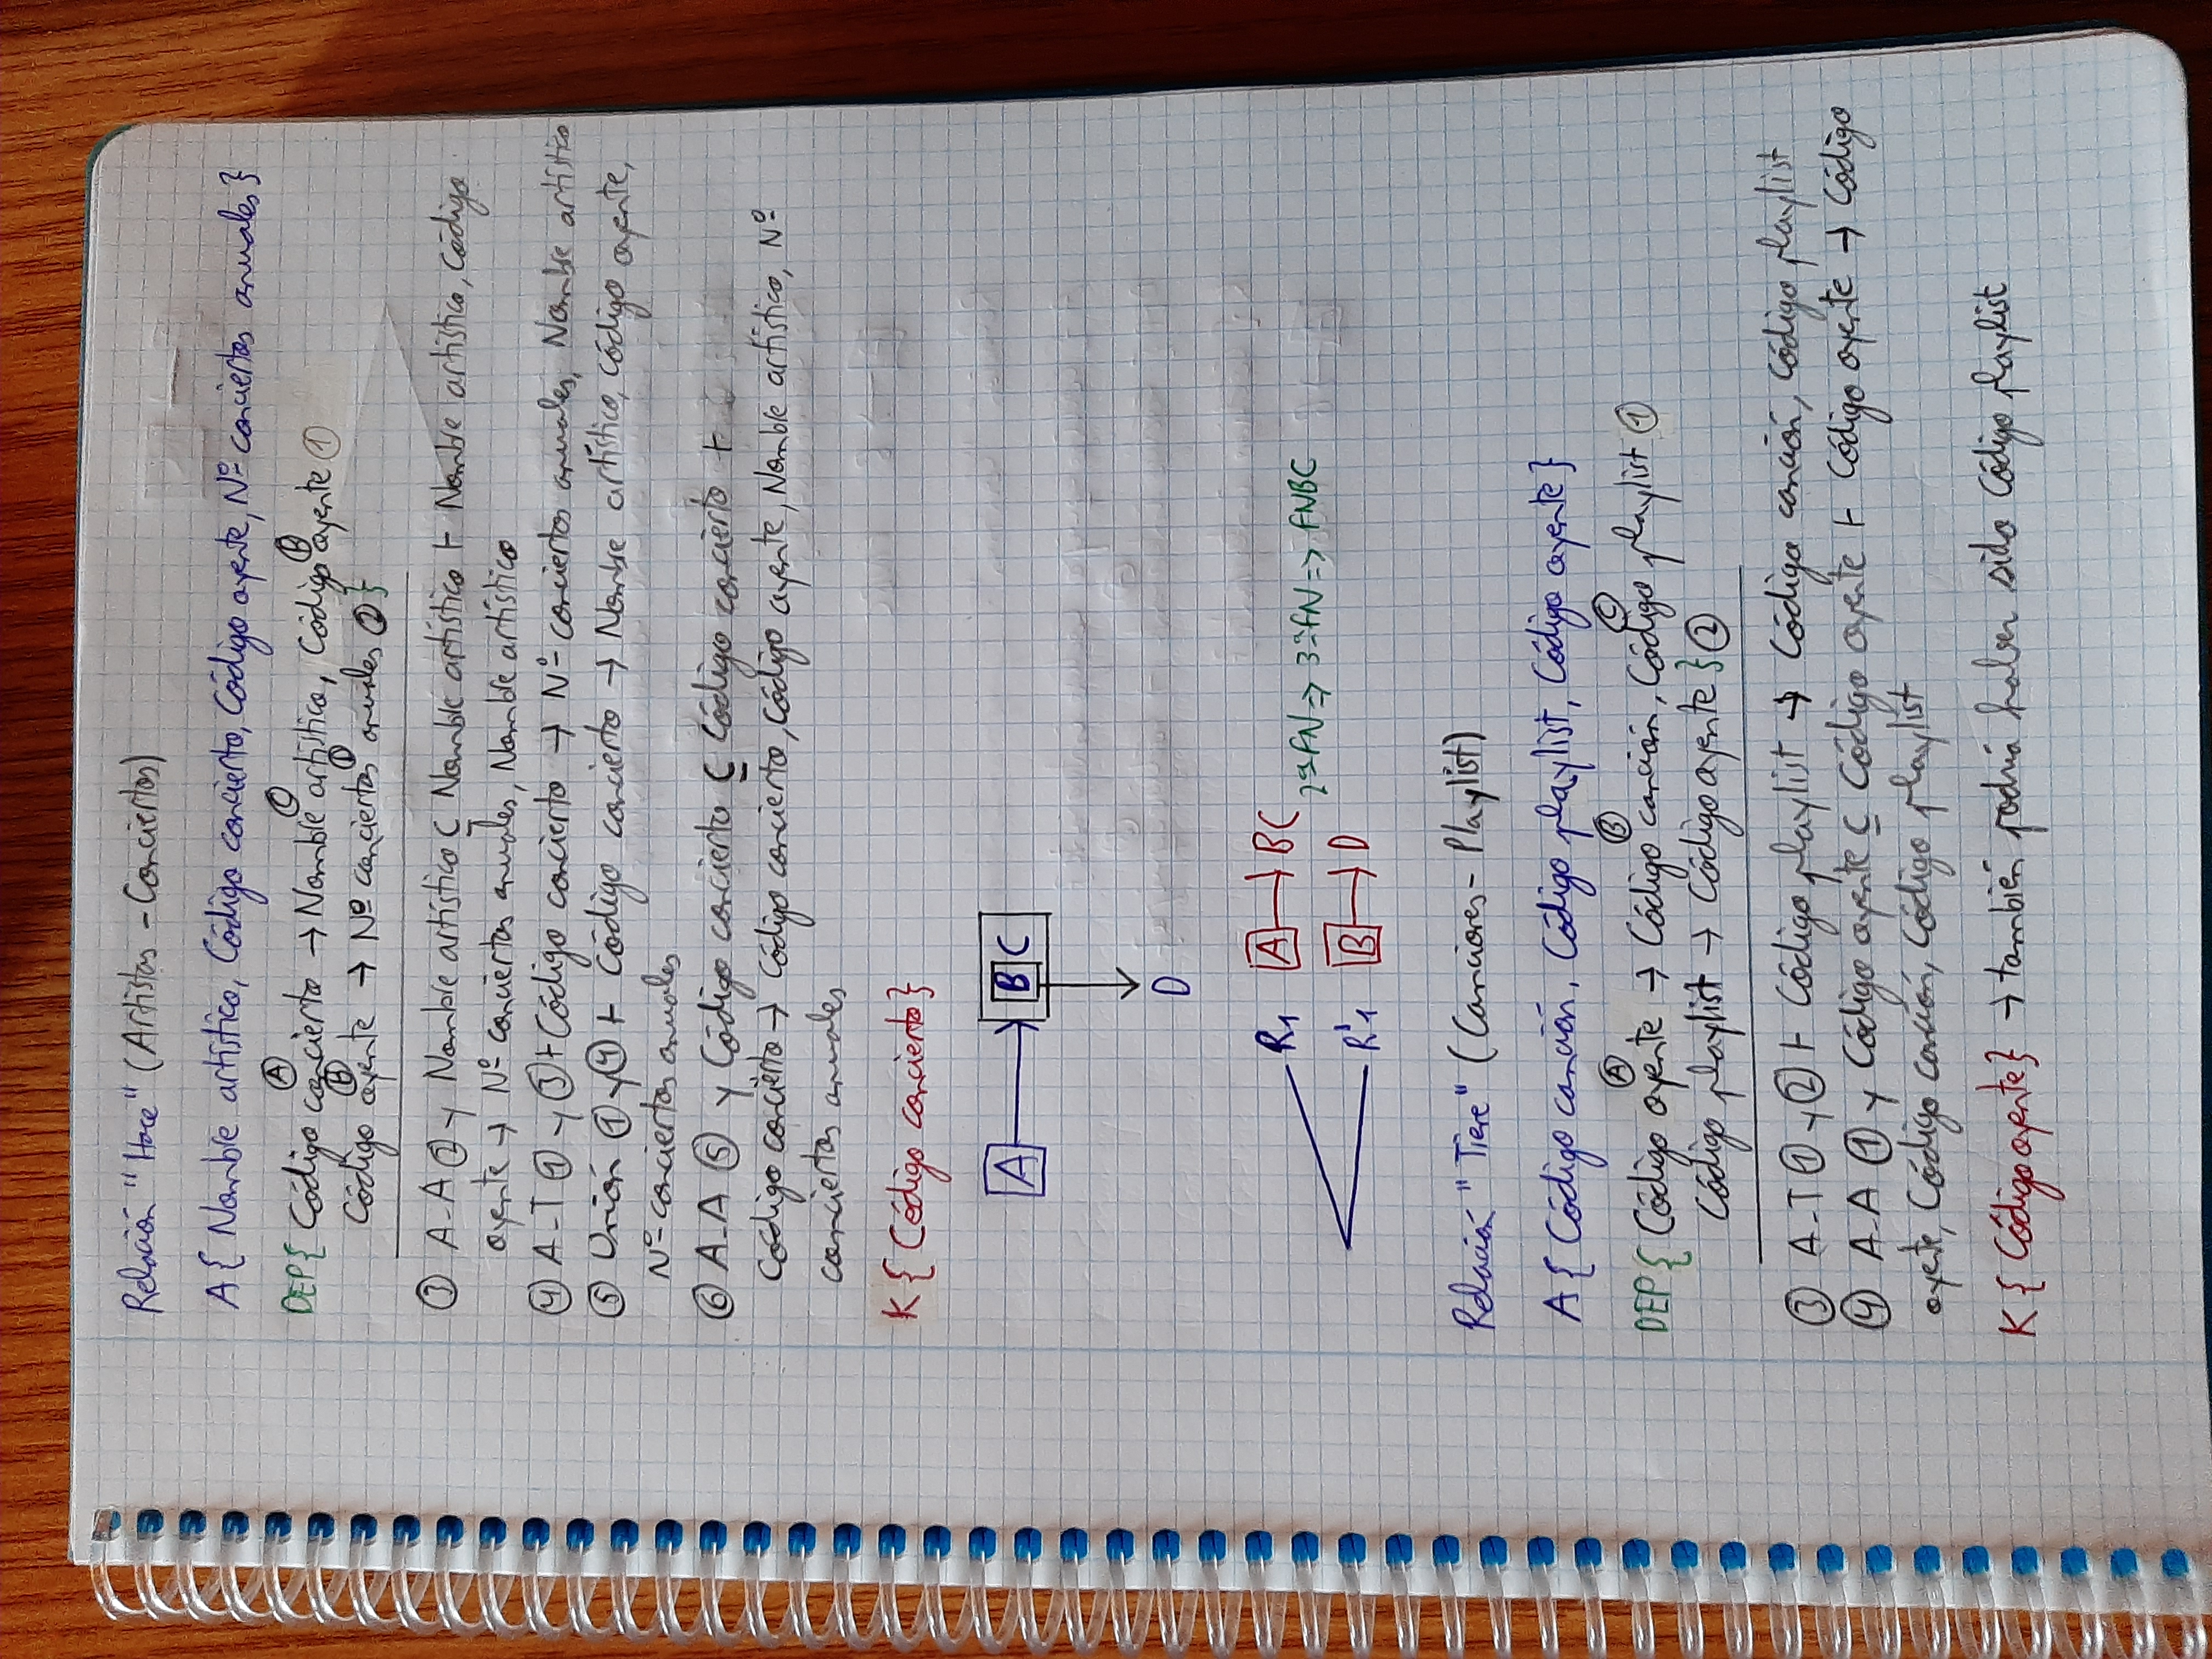 Relación "Hace" (Artistas - Conciertos)
A{ Nombre artístico, Código concierto, Código oyente, Nº conciertos anuales}
Ⓐ Ⓒ Ⓑ
DEP{ Código concierto → Nombre artístico, Código oyente ①
Ⓑ Ⓓ
Código oyente → Nº conciertos anuales ②}
③ A-A ② y Nombre artístico ⊆ Nombre artístico ⊢ Nombre artístico, Código
oyente → Nº conciertos anuales, Nombre artístico
④ A-T ① y ③ ⊢ Código concierto → Nº conciertos anuales, Nombre artístico
⑤ Unión ① y ④ ⊢ Código concierto → Nombre artístico, Código oyente,
Nº conciertos anuales
⑥ A-A ⑤ y Código concierto ⊆ Código concierto ⊢
Código concierto → Código concierto, Código oyente, Nombre artístico, Nº
conciertos anuales
K { Código concierto}
A → B C
D
R1 A → BC
2ªFN => 3ªFN => FNBC
R'1 B → D
Relación "Tiene" (Canciones - Playlist)
A{ Código canción, Código playlist, Código oyente}
Ⓐ Ⓑ Ⓒ
DEP{ Código oyente → Código canción, Código playlist ①
Código playlist → Código oyente } ②
③ A-T ① y ② ⊢ Código playlist → Código canción, Código playlist
④ A-A ① y Código oyente ⊆ Código oyente ⊢ Código oyente → Código
oyente, Código canción, Código playlist
K { Código oyente} → también podría haber sido Código playlist